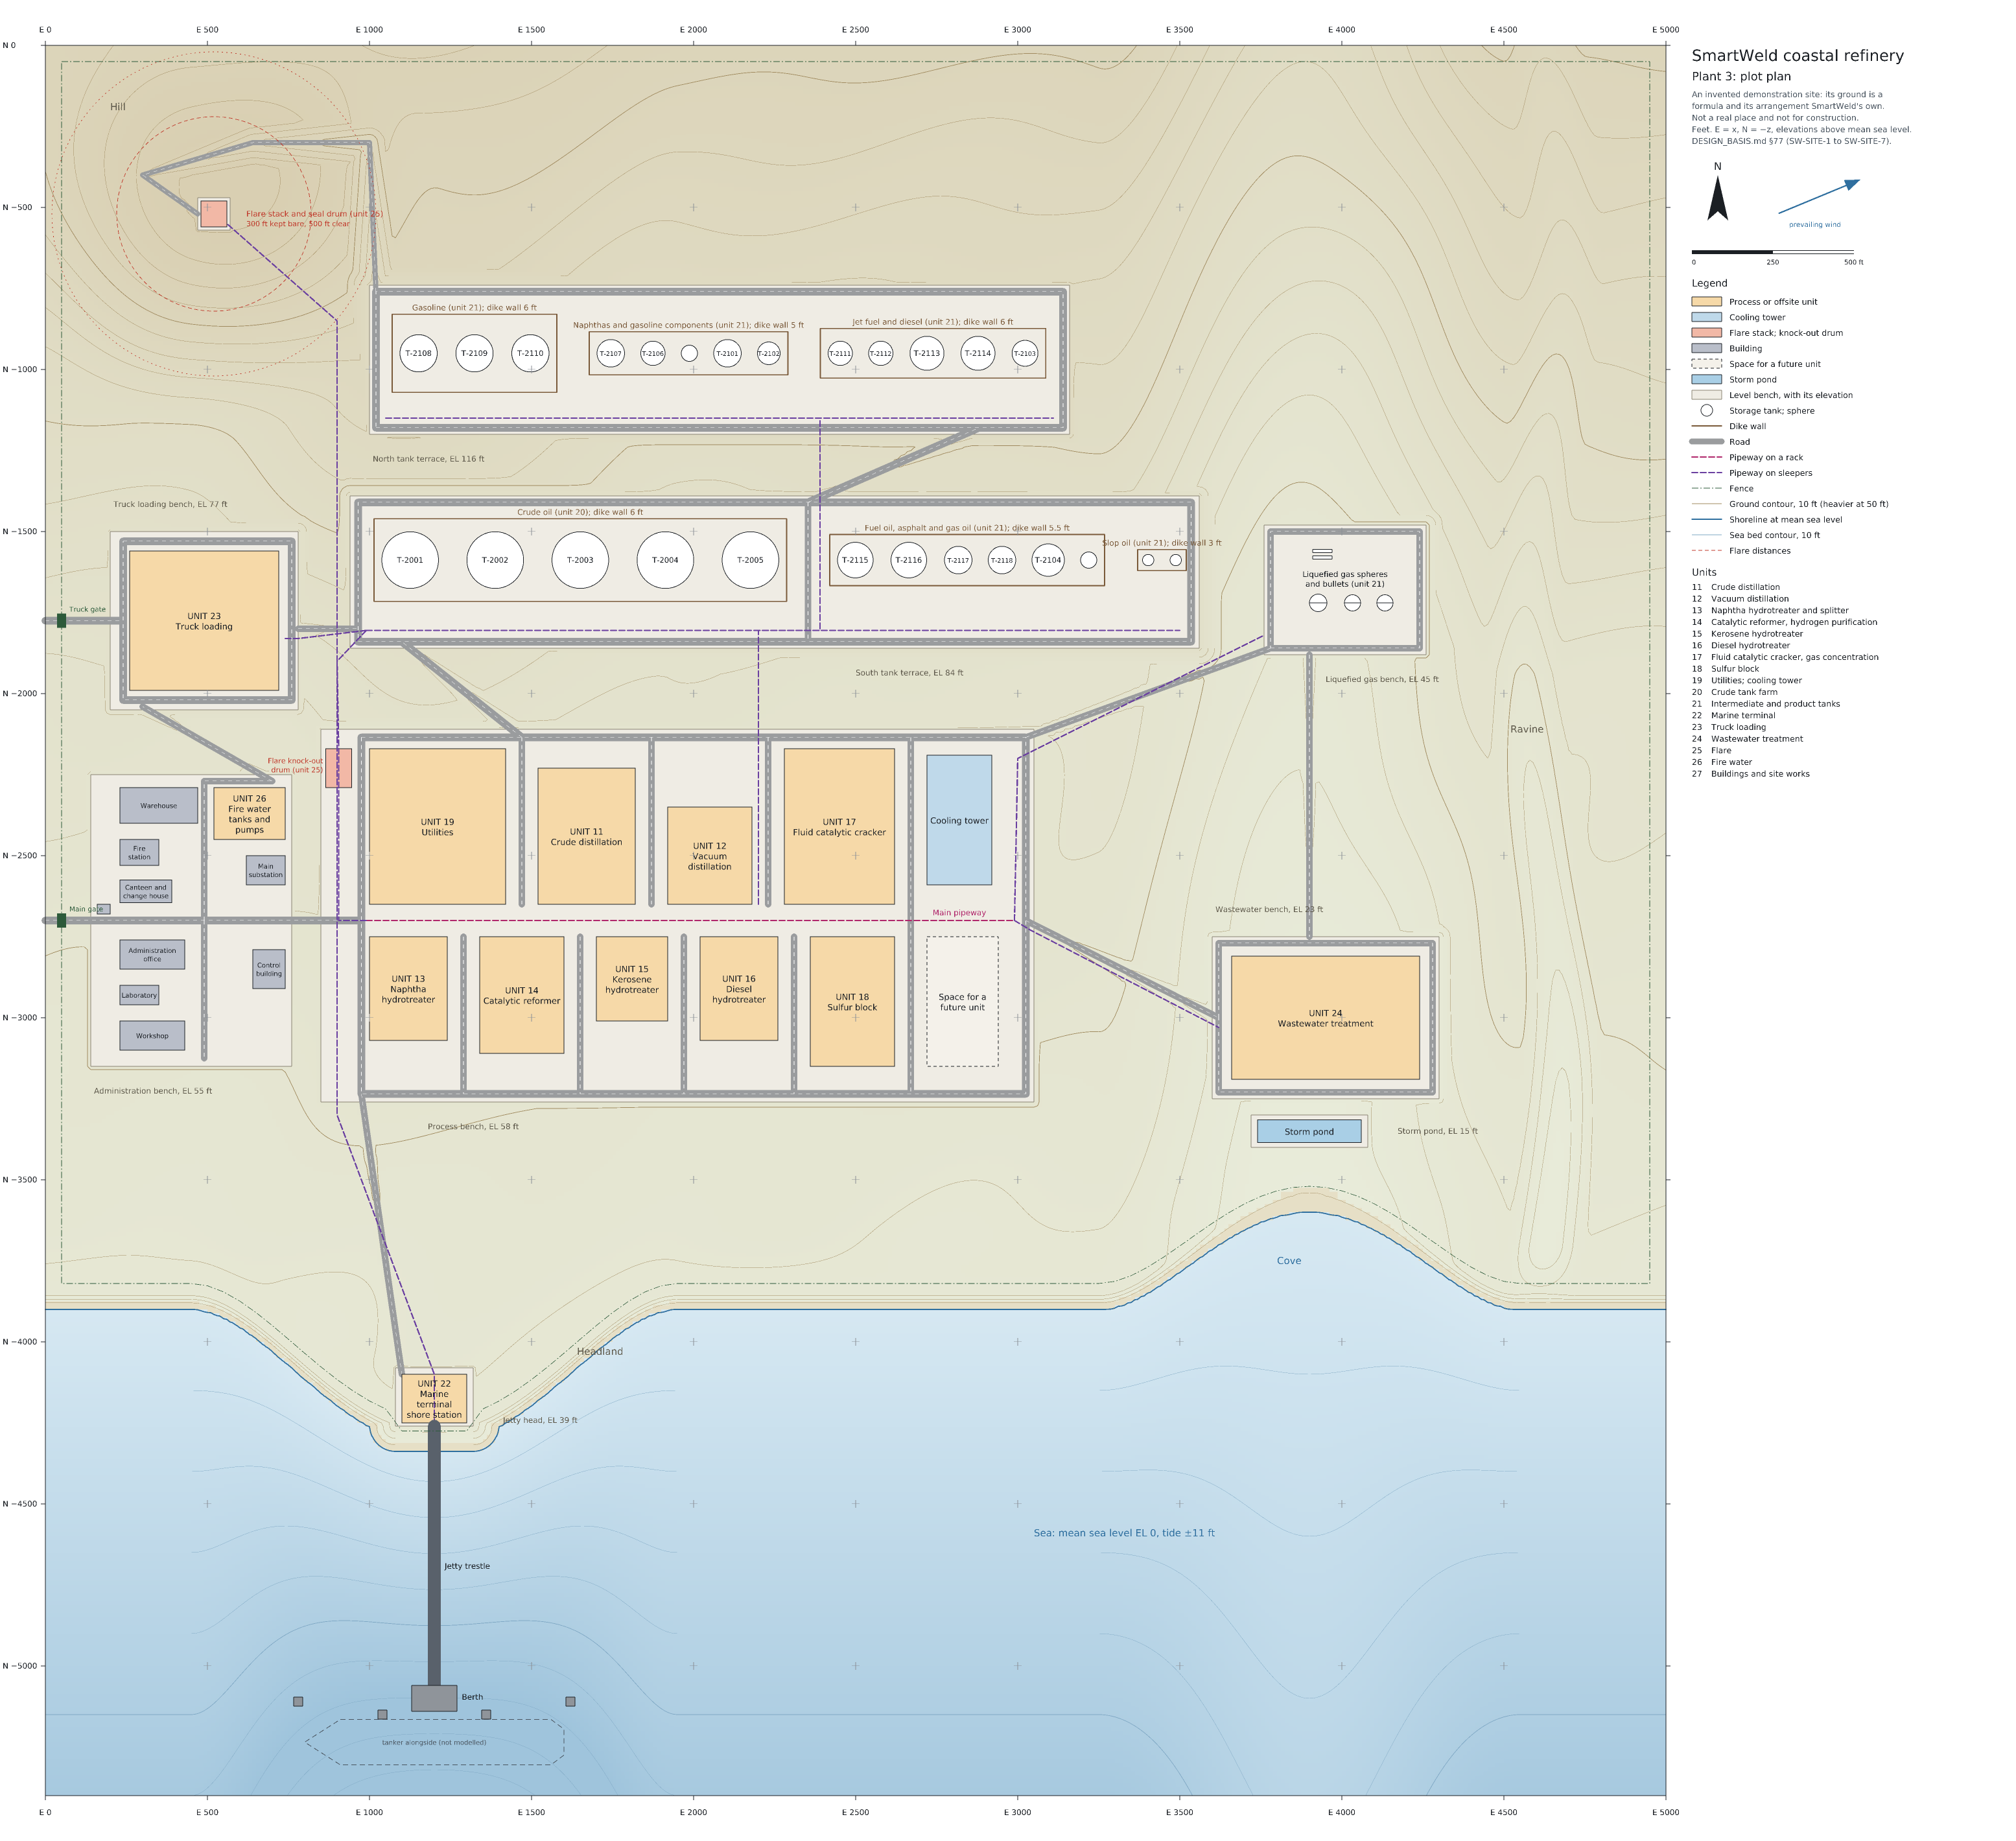 E 0
E 500
E 1000
E 1500
E 2000
E 2500
E 3000
E 3500
E 4000
E 4500
E 5000
N 0
N −500
N −1000
N −1500
N −2000
N −2500
N −3000
N −3500
N −4000
N −4500
N −5000
Hill
Flare stack and seal drum (unit 25)
300 ft kept bare, 500 ft clear
Gasoline (unit 21); dike wall 6 ft
Naphthas and gasoline components (unit 21); dike wall 5 ft
Jet fuel and diesel (unit 21); dike wall 6 ft
T-2108
T-2109
T-2110
T-2107
T-2106
T-2101
T-2102
T-2111
T-2112
T-2113
T-2114
T-2103
North tank terrace, EL 116 ft
Truck loading bench, EL 77 ft
Crude oil (unit 20); dike wall 6 ft
Fuel oil, asphalt and gas oil (unit 21); dike wall 5.5 ft
Slop oil (unit 21); dike wall 3 ft
T-2001
T-2002
T-2003
T-2004
T-2005
T-2115
T-2116
T-2117
T-2118
T-2104
Liquefied gas spheres
and bullets (unit 21)
Truck gate
UNIT 23
Truck loading
South tank terrace, EL 84 ft
Liquefied gas bench, EL 45 ft
Ravine
Flare knock-out
drum (unit 25)
Warehouse
UNIT 26
Fire water
tanks and
pumps
Fire
station
Main
substation
Canteen and
change house
Main gate
UNIT 19
Utilities
UNIT 11
Crude distillation
UNIT 12
Vacuum
distillation
UNIT 17
Fluid catalytic cracker
Cooling tower
Main pipeway
Wastewater bench, EL 23 ft
Administration
office
Control
building
Laboratory
Workshop
UNIT 13
Naphtha
hydrotreater
UNIT 14
Catalytic reformer
UNIT 15
Kerosene
hydrotreater
UNIT 16
Diesel
hydrotreater
UNIT 18
Sulfur block
Space for a
future unit
UNIT 24
Wastewater treatment
Administration bench, EL 55 ft
Process bench, EL 58 ft
Storm pond
Storm pond, EL 15 ft
Cove
Headland
UNIT 22
Marine
terminal
shore station
Jetty head, EL 39 ft
Sea: mean sea level EL 0, tide ±11 ft
Jetty trestle
Berth
tanker alongside (not modelled)
E 0
E 500
E 1000
E 1500
E 2000
E 2500
E 3000
E 3500
E 4000
E 4500
E 5000
SmartWeld coastal refinery
Plant 3: plot plan
An invented demonstration site: its ground is a
formula and its arrangement SmartWeld's own.
Not a real place and not for construction.
Feet. E = x, N = −z, elevations above mean sea level.
DESIGN_BASIS.md §77 (SW-SITE-1 to SW-SITE-7).
N
prevailing wind
0
250
500 ft
Legend
Process or offsite unit
Cooling tower
Flare stack; knock-out drum
Building
Space for a future unit
Storm pond
Level bench, with its elevation
Storage tank; sphere
Dike wall
Road
Pipeway on a rack
Pipeway on sleepers
Fence
Ground contour, 10 ft (heavier at 50 ft)
Shoreline at mean sea level
Sea bed contour, 10 ft
Flare distances
Units
11 Crude distillation
12 Vacuum distillation
13 Naphtha hydrotreater and splitter
14 Catalytic reformer, hydrogen purification
15 Kerosene hydrotreater
16 Diesel hydrotreater
17 Fluid catalytic cracker, gas concentration
18 Sulfur block
19 Utilities; cooling tower
20 Crude tank farm
21 Intermediate and product tanks
22 Marine terminal
23 Truck loading
24 Wastewater treatment
25 Flare
26 Fire water
27 Buildings and site works